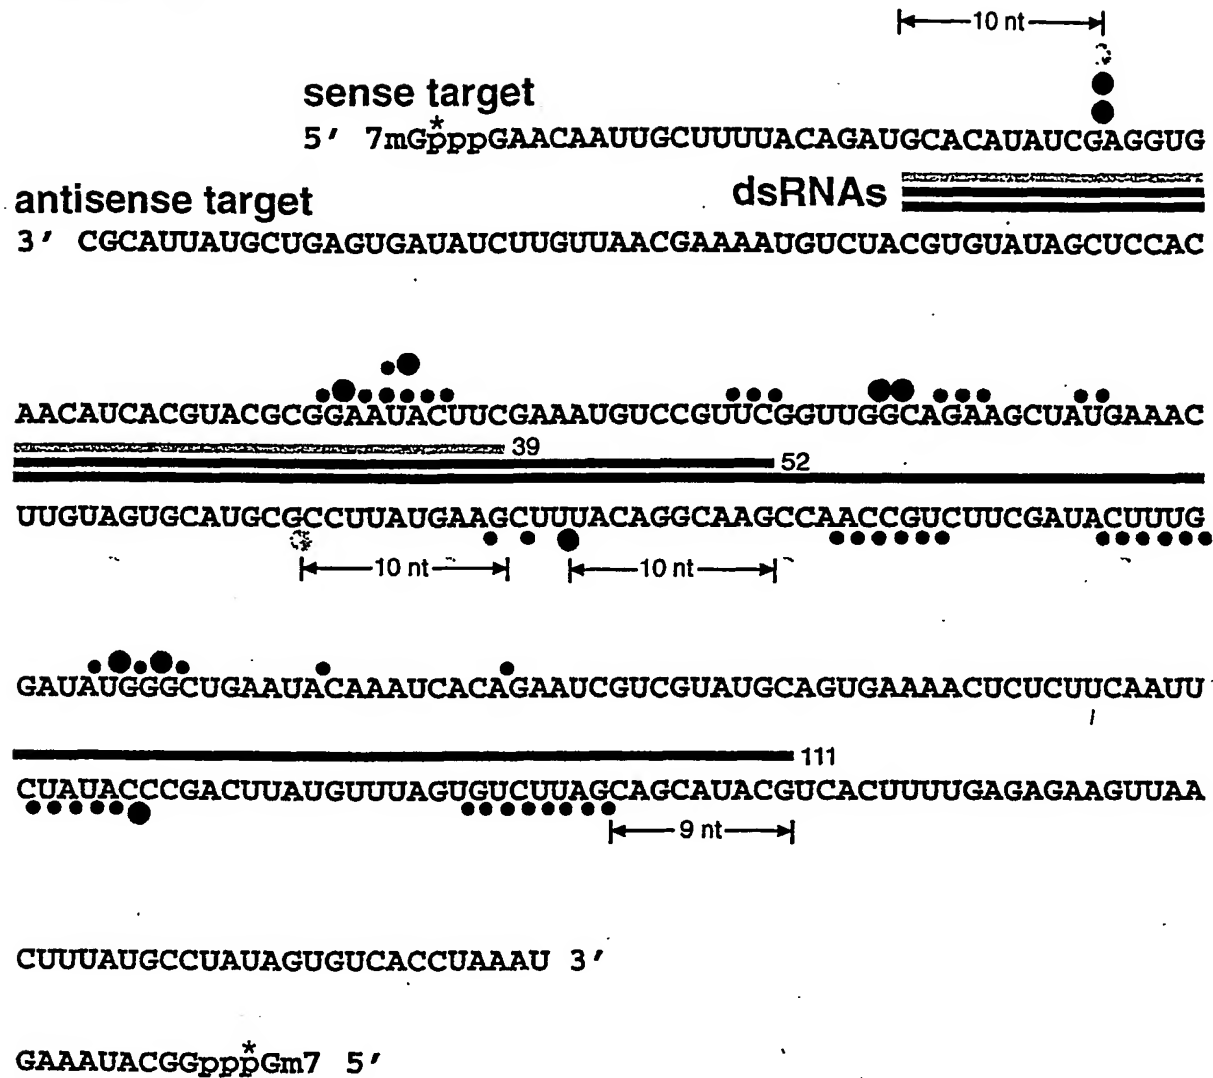 10 nt
sense target
5' 7mGpppGAACAAUUGCUUUUACAGAUGCACAUAUCGAGGUG
*
dsRNAs
antisense target
3' CGCAUUAUGCUGAGUGAUAUCUUGUUAACGAAAAUGUCUACGUGUAUAGCUCCAC
AACAUCACGUACGCGGAAUACUUCGAAAUGUCCGUUCGGUUGGCAGAAGCUAUGAAAC
39
52
UUGUAGUGCAUGCGCCUUAUGAAGCUUUACAGGCAAGCCAACCGUCUUCGAUACUUUG
10 nt
10 nt
GAUAUGGGCUGAAUACAAAUCACAGAAUCGUCGUAUGCAGUGAAAACUCUCUUCAAUU
111
CUAUACCCGACUUAUGUUUAGUGUCUUAGCAGCAUACGUCACUUUUGAGAGAAGUUAA
9 nt
CUUUAUGCCUAUAGUGUCACCUAAAU 3'
*
GAAAUACGGpppGm7 5'